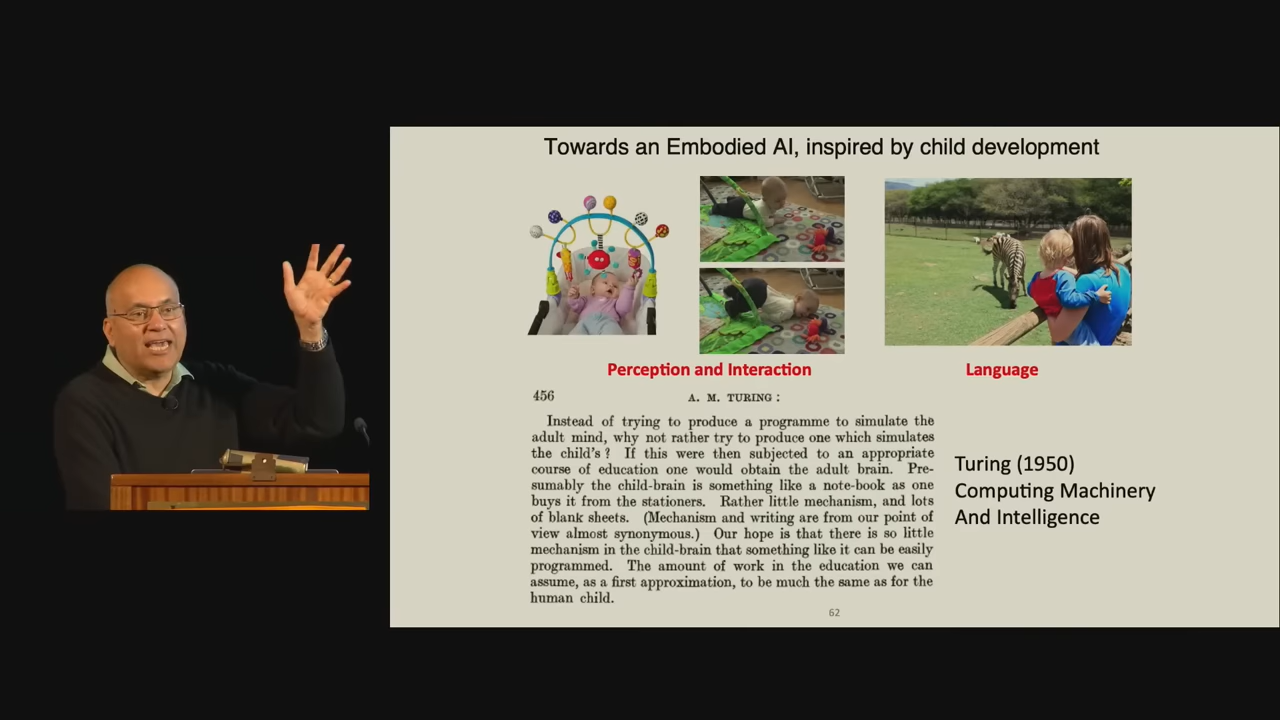 Towards an Embodied AI, inspired by child development
Perception and Interaction
Language
456 A. M. TURING :
Instead of trying to produce a programme to simulate the
adult mind, why not rather try to produce one which simulates
the child's ? If this were then subjected to an appropriate
course of education one would obtain the adult brain. Pre-
sumably the child-brain is something like a note-book as one
buys it from the stationers. Rather little mechanism, and lots
of blank sheets. (Mechanism and writing are from our point of
view almost synonymous.) Our hope is that there is so little
mechanism in the child-brain that something like it can be easily
programmed. The amount of work in the education we can
assume, as a first approximation, to be much the same as for the
human child.
Turing (1950)
Computing Machinery
And Intelligence
62